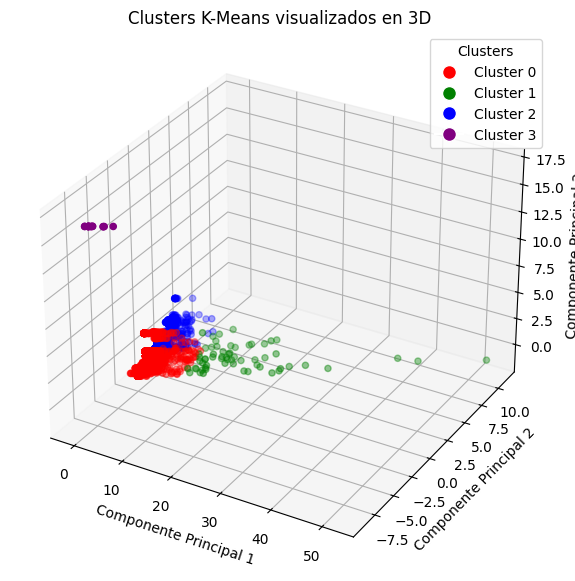 Clusters K-Means visualizados en 3D
Clusters
Cluster 0
Cluster 1
Cluster 2
Cluster 3
17.5
15.0
12.5
10.0
7.5
5.0
2.5
0.0
Componente Principal
10.0
7.5
5.0
2.5
0.0
−2.5
−5.0
−7.5
Componente Principal 2
0
10
20
30
40
50
Componente Principal 1